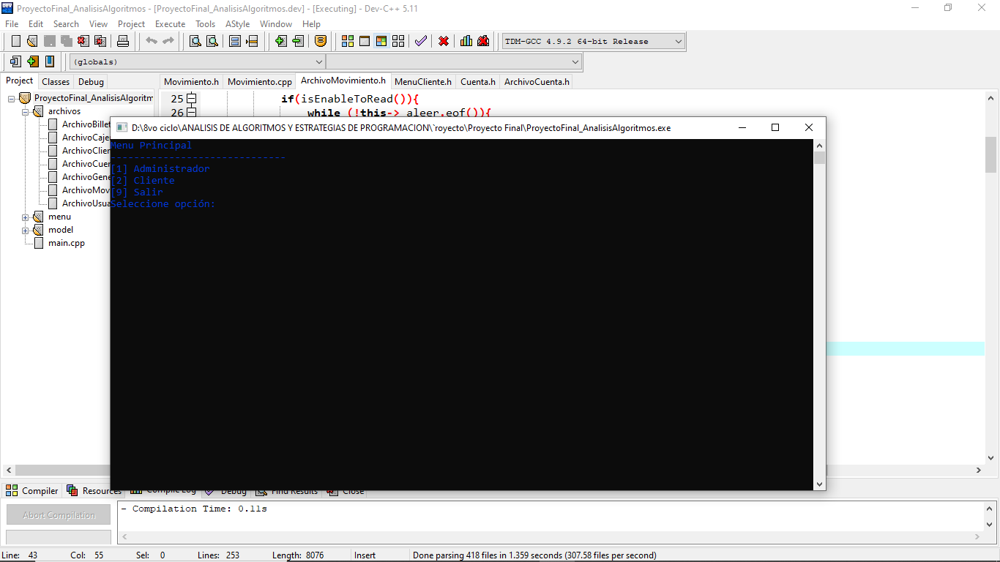 ProyectoFinal_AnalisisAlgoritmos - [ProyectoFinal_AnalisisAlgoritmos.dev] - [Executing] - Dev-C++ 5.11
File Edit Search View Project Execute Tools AStyle Window Help
TDM-GCC 4.9.2 64-bit Release
(globals)
Project Classes Debug
Movimiento.h Movimiento.cpp ArchivoMovimiento.h MenuCliente.h Cuenta.h ArchivoCuenta.h
ProyectoFinal_AnalisisAlgoritm
archivos
ArchivoBillet
ArchivoCaje
ArchivoClien
ArchivoCuen
ArchivoGene
ArchivoMov
ArchivoUsua
menu
model
main.cpp
25 if(isEnableToRead()){
26 while (!this-> aleer.eof()){
D:\8vo ciclo\ANALISIS DE ALGORITMOS Y ESTRATEGIAS DE PROGRAMACION\`royecto\Proyecto Final\ProyectoFinal_AnalisisAlgoritmos.exe
Menu Principal
------------------------------
[1] Administrador
[2] Cliente
[9] Salir
Seleccione opción:
Compiler Resources Compile Log Debug Find Results Close
Abort Compilation
- Compilation Time: 0.11s
Line: 43 Col: 55 Sel: 0 Lines: 253 Length: 8076 Insert Done parsing 418 files in 1.359 seconds (307.58 files per second)